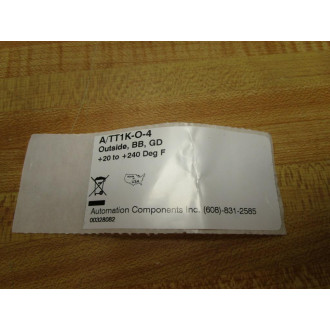 A/TT1K-O-4
Outside, BB, GD
+20 to +240 Deg F
Automation Components Inc. (608)-831-2585
00328082